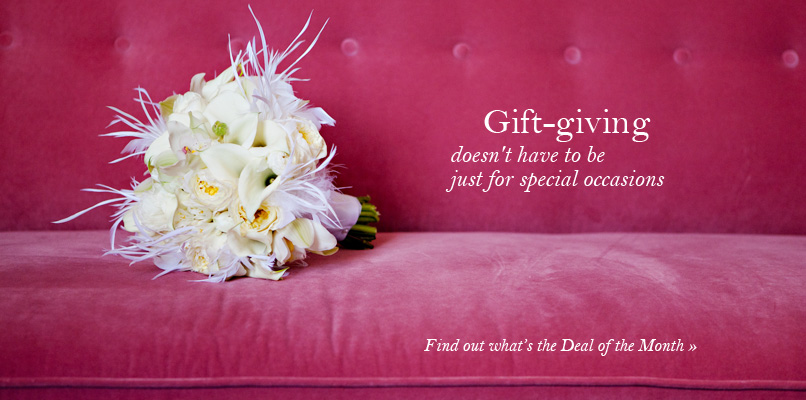 Gift-giving
doesn't have to be
just for special occasions
Find out what's the Deal of the Month »